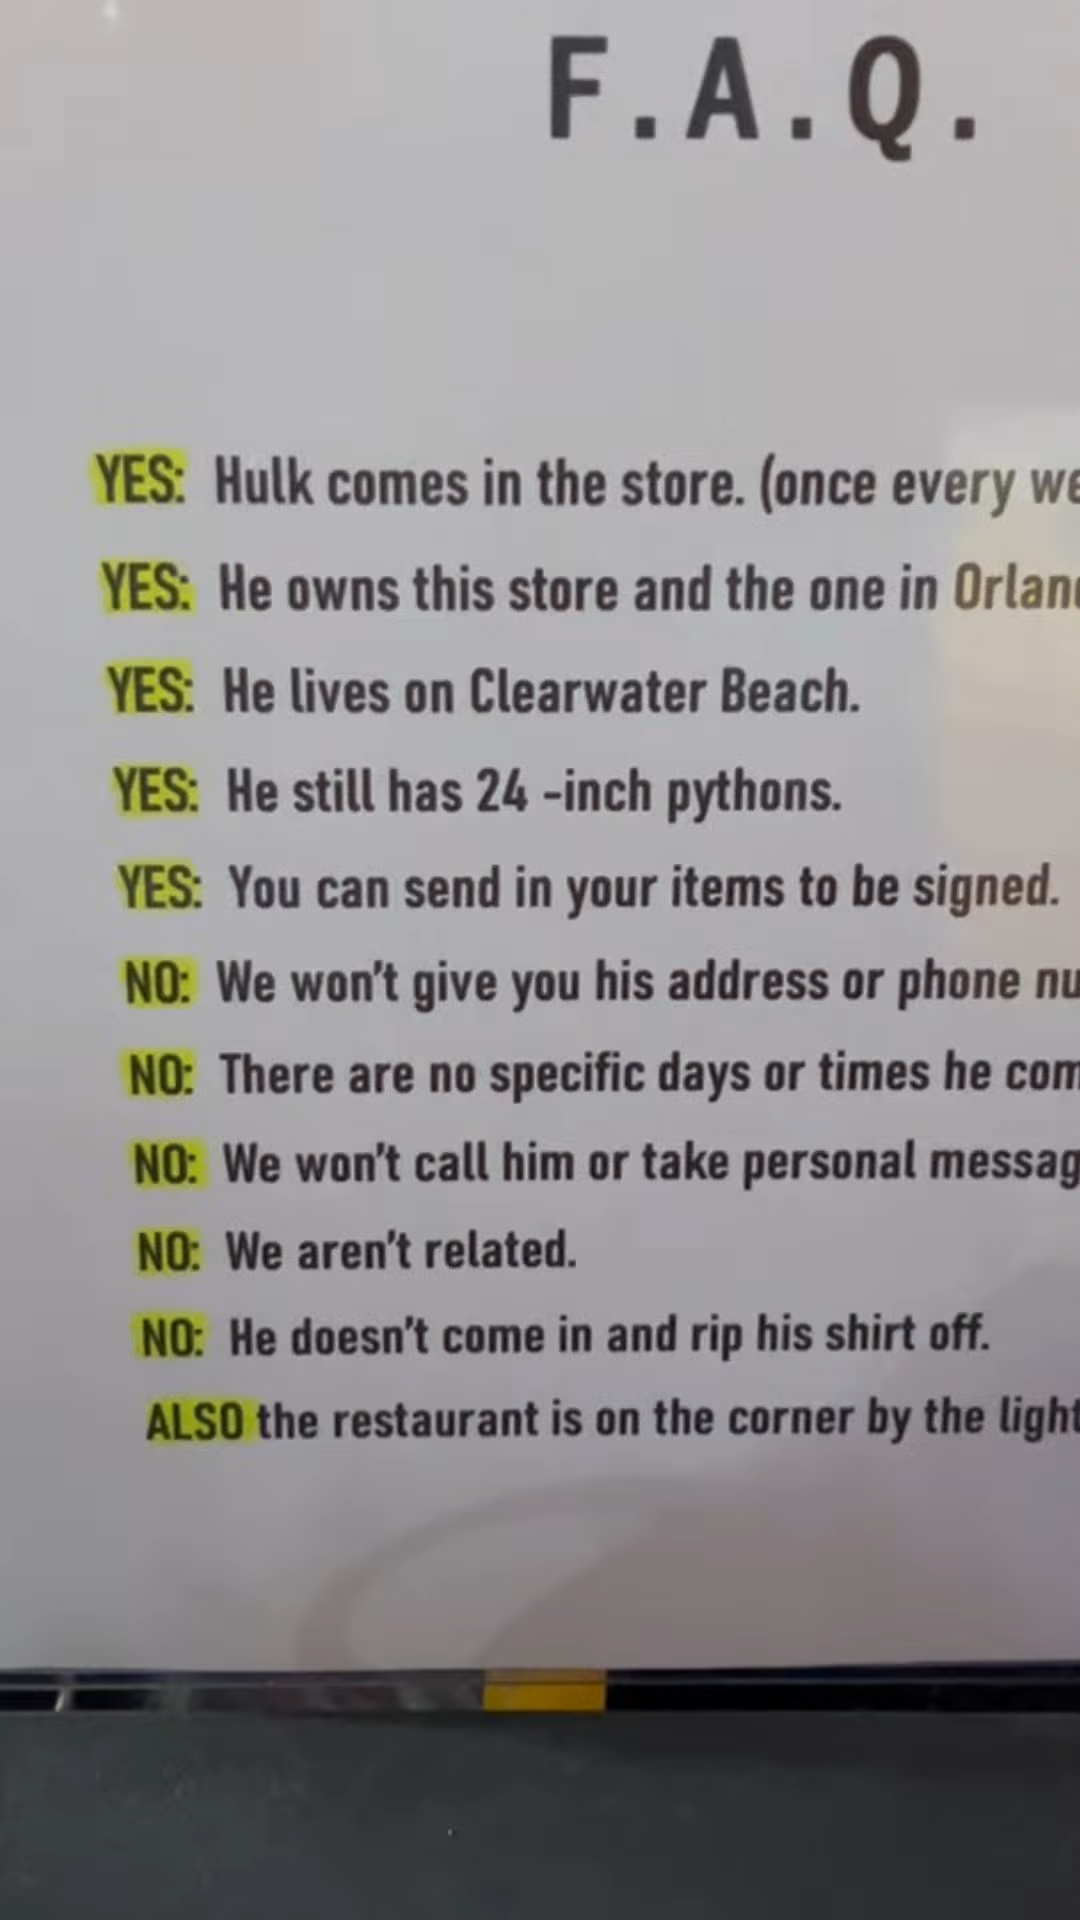 F.A.Q.
YES: Hulk comes in the store. (once every
YES: He owns this store and the one in
YES: He lives on Clearwater Beach.
YES: He still has 24 -inch pythons.
YES: You can send in your items to be signed.
NO: We won't give you his address or phone
NO: There are no specific days or times he
NO: We won't call him or take personal
NO: We aren't related.
NO: He doesn't come in and rip his shirt off.
ALSO the restaurant is on the corner by the light